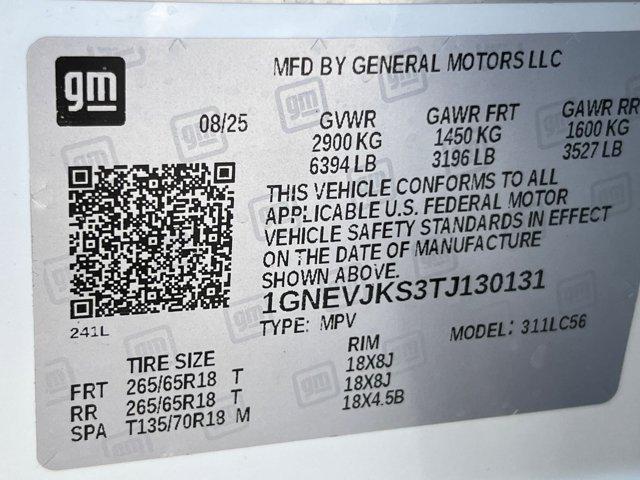 gm
MFD BY GENERAL MOTORS LLC
08/25
GVWR GAWR FRT GAWR RR
2900 KG 1450 KG 1600 KG
6394 LB 3196 LB 3527 LB
THIS VEHICLE CONFORMS TO ALL
APPLICABLE U.S. FEDERAL MOTOR
VEHICLE SAFETY STANDARDS IN EFFECT
ON THE DATE OF MANUFACTURE
SHOWN ABOVE.
1GNEVJKS3TJ130131
241L
TYPE: MPV MODEL: 311LC56
TIRE SIZE RIM
FRT 265/65R18 T 18X8J
RR 265/65R18 T 18X8J
SPA T135/70R18 M 18X4.5B